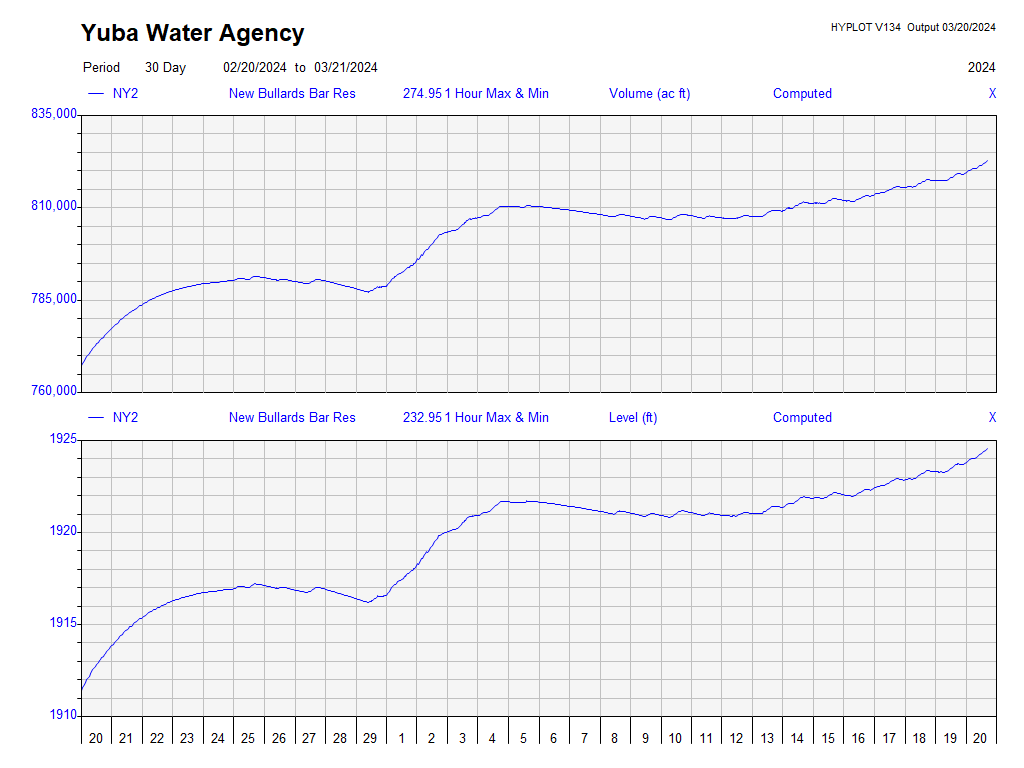 Yuba Water Agency HYPLOT V134 Output 03/20/2024
Period 30 Day 02/20/2024 to 03/21/2024 2024
NY2 New Bullards Bar Res 274.95 1 Hour Max & Min Volume (ac ft) Computed X
835,000
810,000
785,000
760,000
NY2 New Bullards Bar Res 232.95 1 Hour Max & Min Level (ft) Computed X
1925
1920
1915
1910
20 21 22 23 24 25 26 27 28 29 1 2 3 4 5 6 7 8 9 10 11 12 13 14 15 16 17 18 19 20